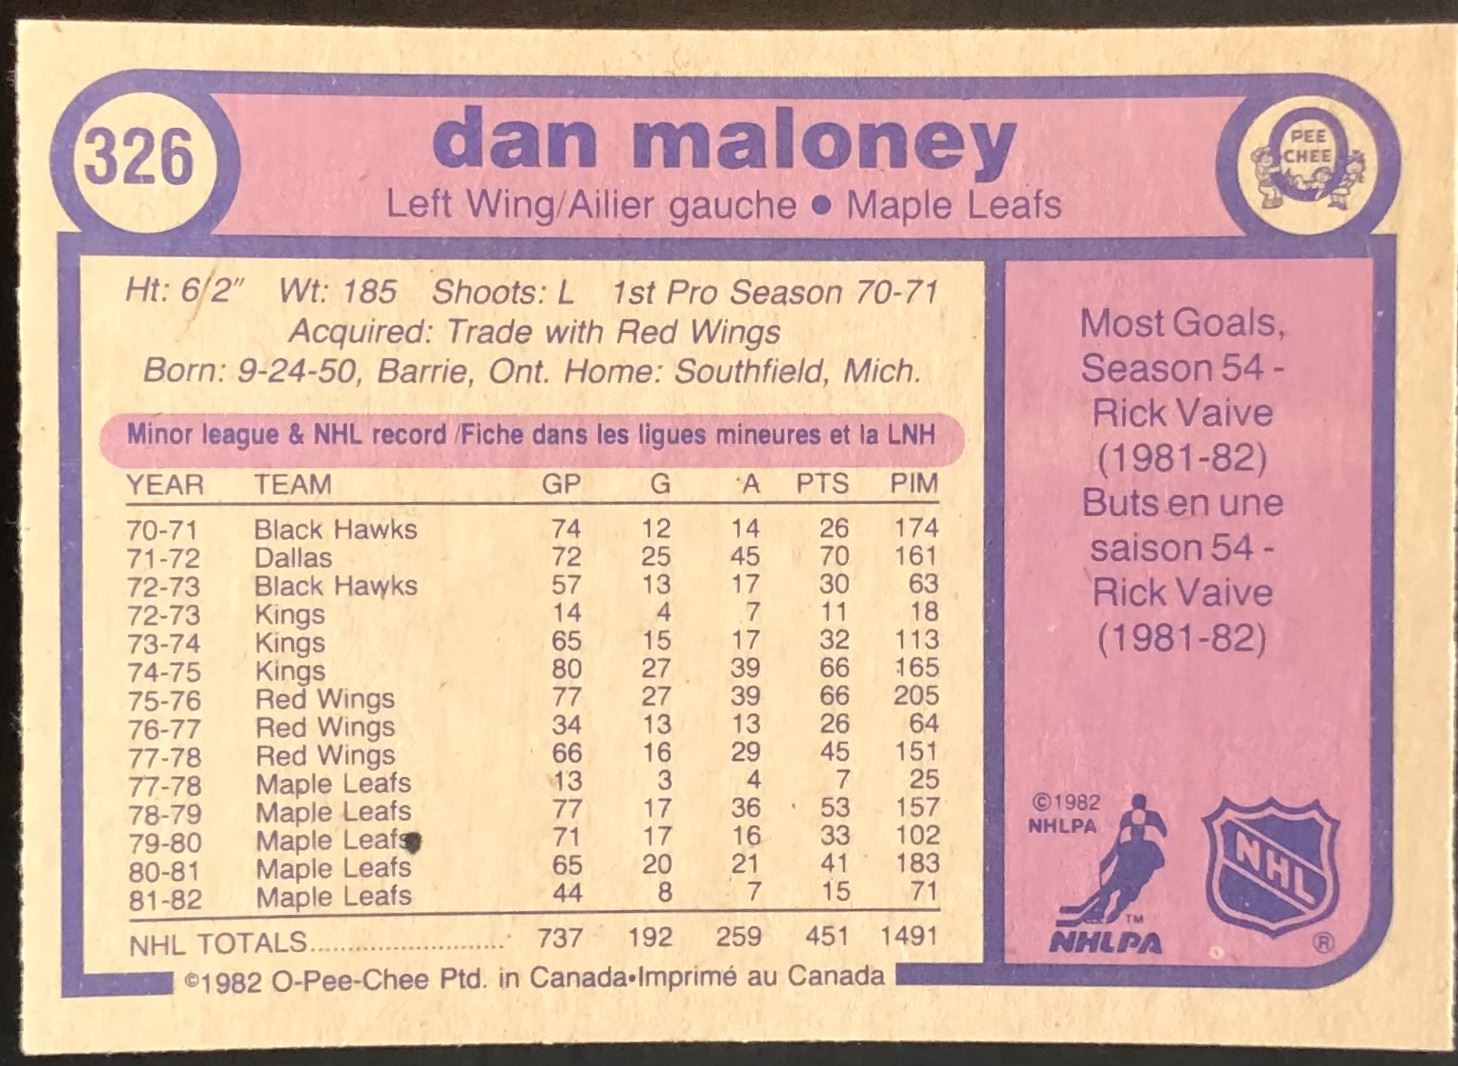 326
dan maloney
Left Wing/Ailier gauche • Maple Leafs
PEE
CHEE
Ht: 6'2" Wt: 185 Shoots: L 1st Pro Season 70-71
Acquired: Trade with Red Wings
Born: 9-24-50, Barrie, Ont. Home: Southfield, Mich.
Minor league & NHL record /Fiche dans les ligues mineures et la LNH
YEAR TEAM GP G A PTS PIM
70-71 Black Hawks 74 12 14 26 174
71-72 Dallas 72 25 45 70 161
72-73 Black Hawks 57 13 17 30 63
72-73 Kings 14 4 7 11 18
73-74 Kings 65 15 17 32 113
74-75 Kings 80 27 39 66 165
75-76 Red Wings 77 27 39 66 205
76-77 Red Wings 34 13 13 26 64
77-78 Red Wings 66 16 29 45 151
77-78 Maple Leafs 13 3 4 7 25
78-79 Maple Leafs 77 17 36 53 157
79-80 Maple Leafs 71 17 16 33 102
80-81 Maple Leafs 65 20 21 41 183
81-82 Maple Leafs 44 8 7 15 71
NHL TOTALS........................... 737 192 259 451 1491
©1982 O-Pee-Chee Ptd. in Canada•Imprimé au Canada
Most Goals,
Season 54 -
Rick Vaive
(1981-82)
Buts en une
saison 54 -
Rick Vaive
(1981-82)
©1982
NHLPA
TM
NHLPA
NHL
®